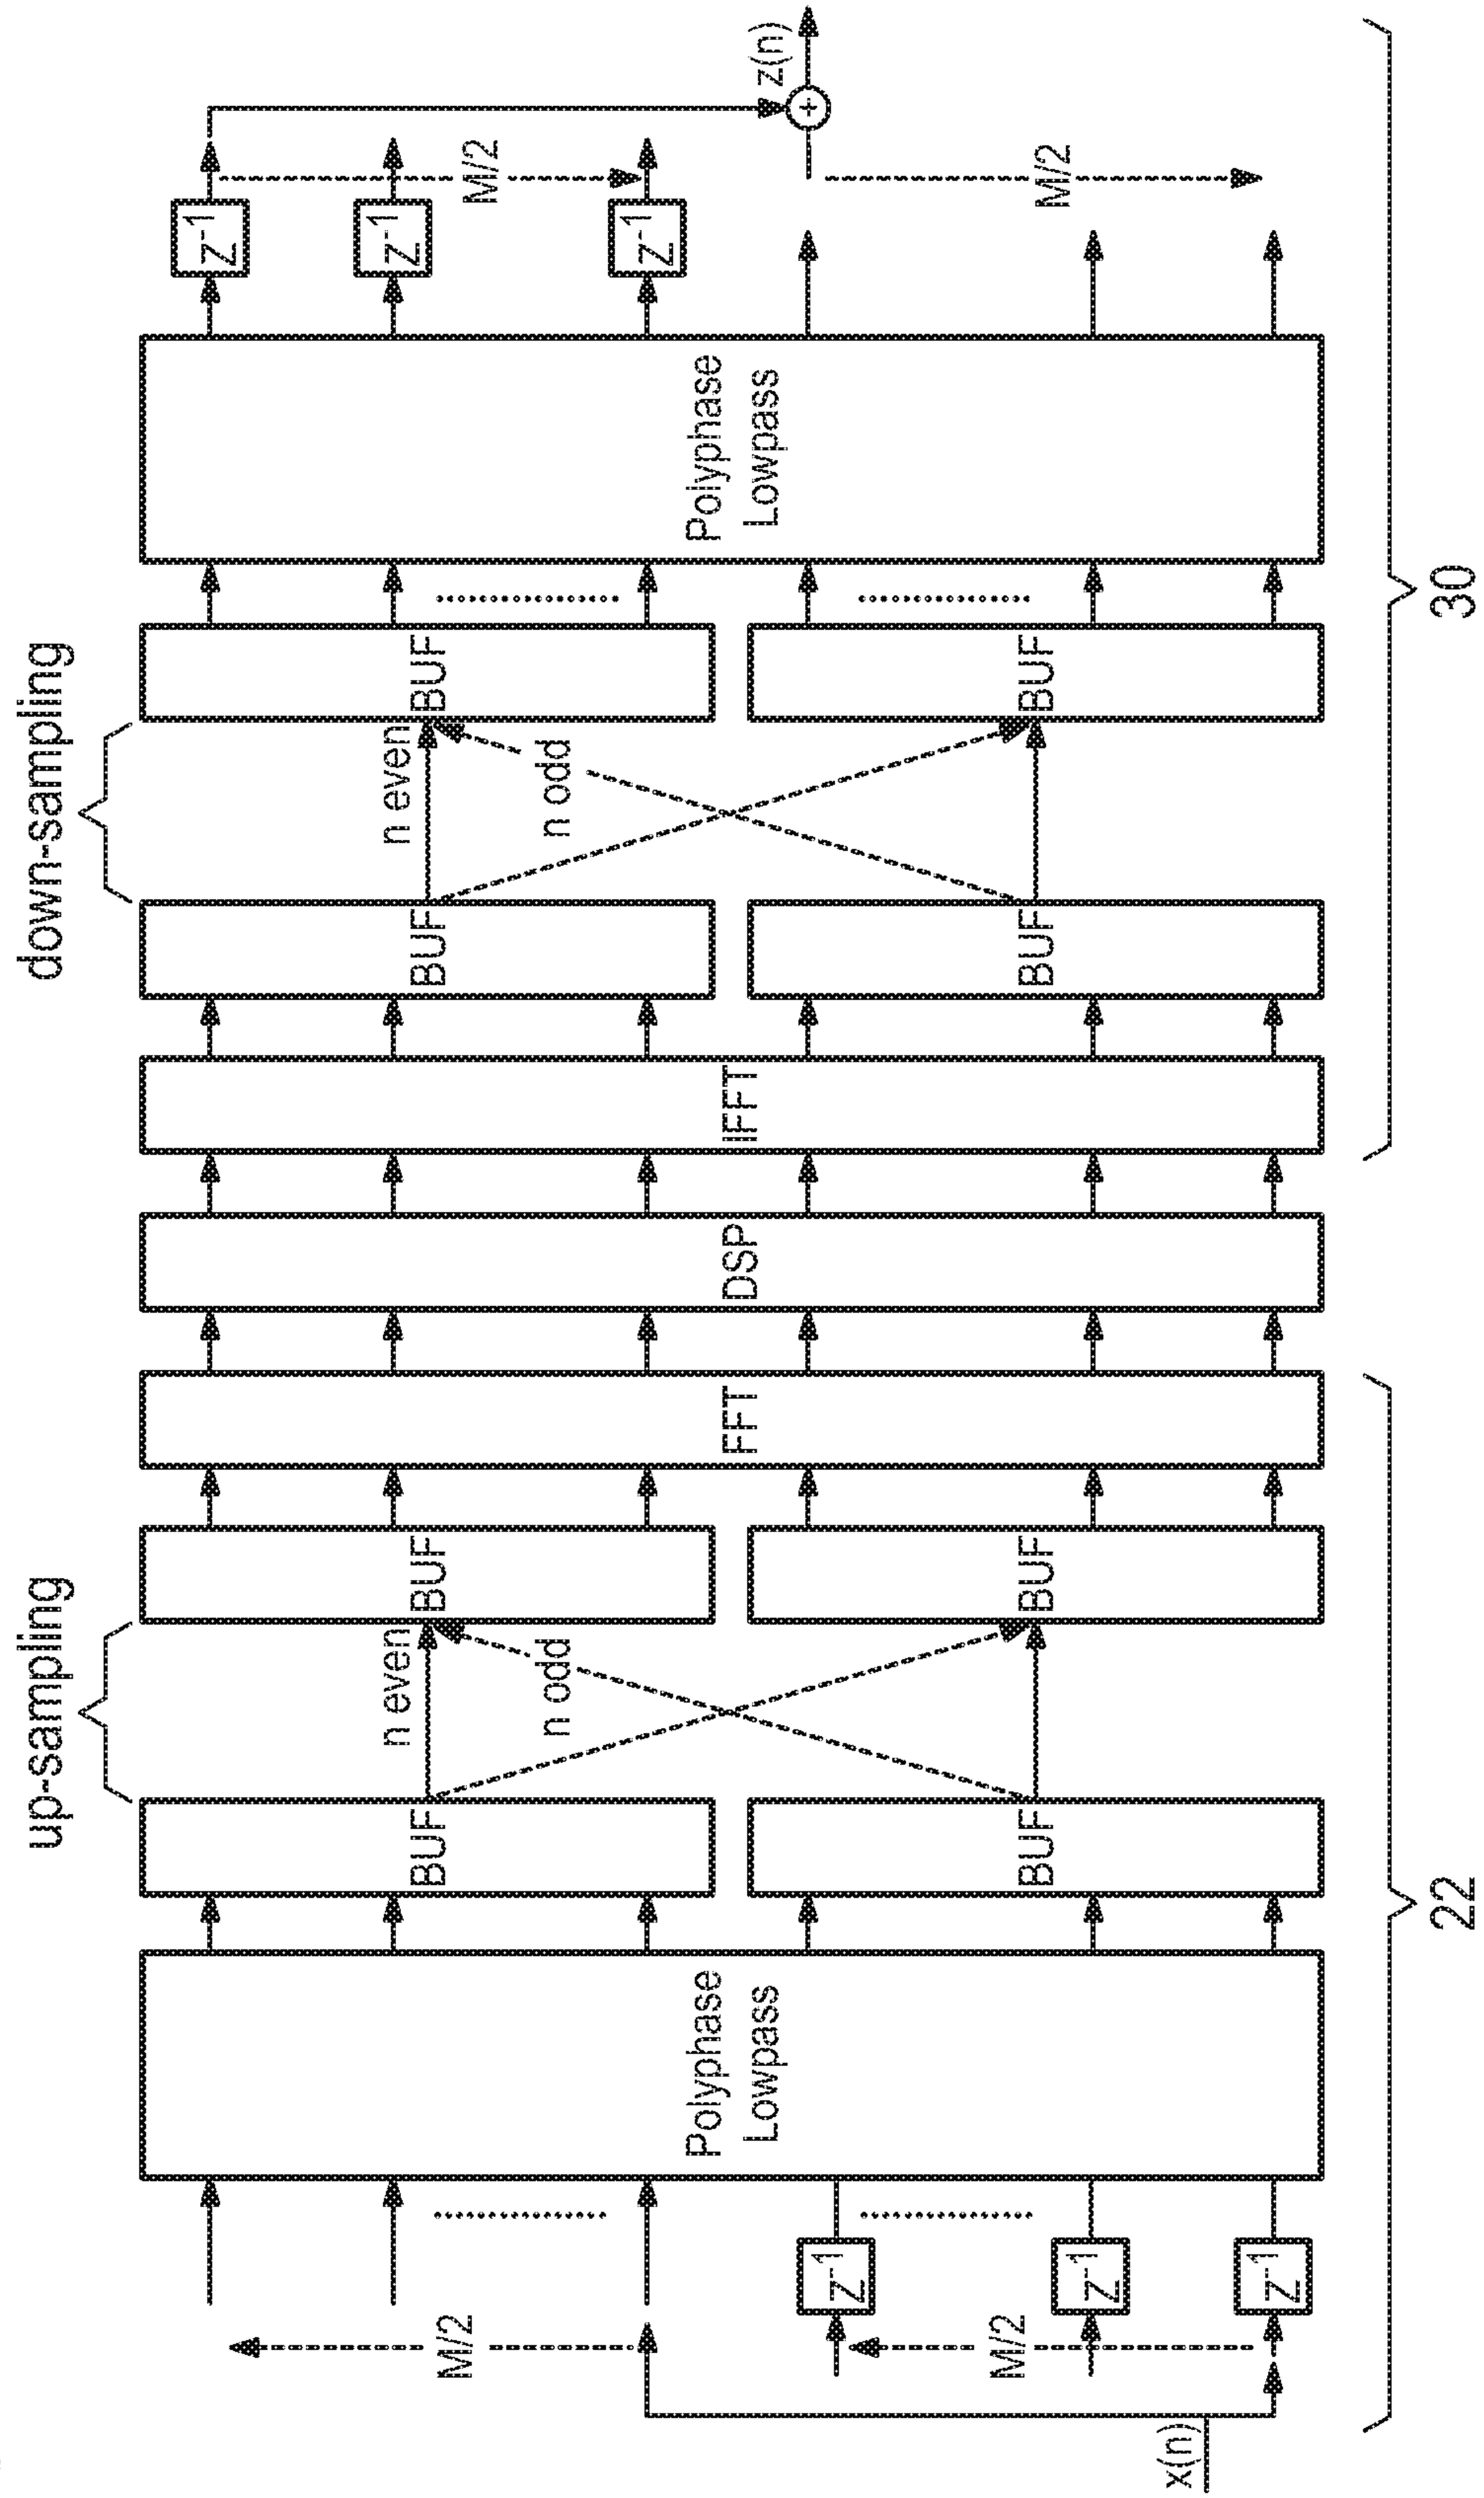 up-sampling
down-sampling
x(n)
M/2
M/2
z⁻¹
z⁻¹
z⁻¹
Polyphase
Lowpass
BUF
BUF
n even
n odd
BUF
BUF
FFT
DSP
IFFT
BUF
BUF
n even
n odd
BUF
BUF
Polyphase
Lowpass
z⁻¹
z⁻¹
z⁻¹
M/2
M/2
+
z(n)
22
30